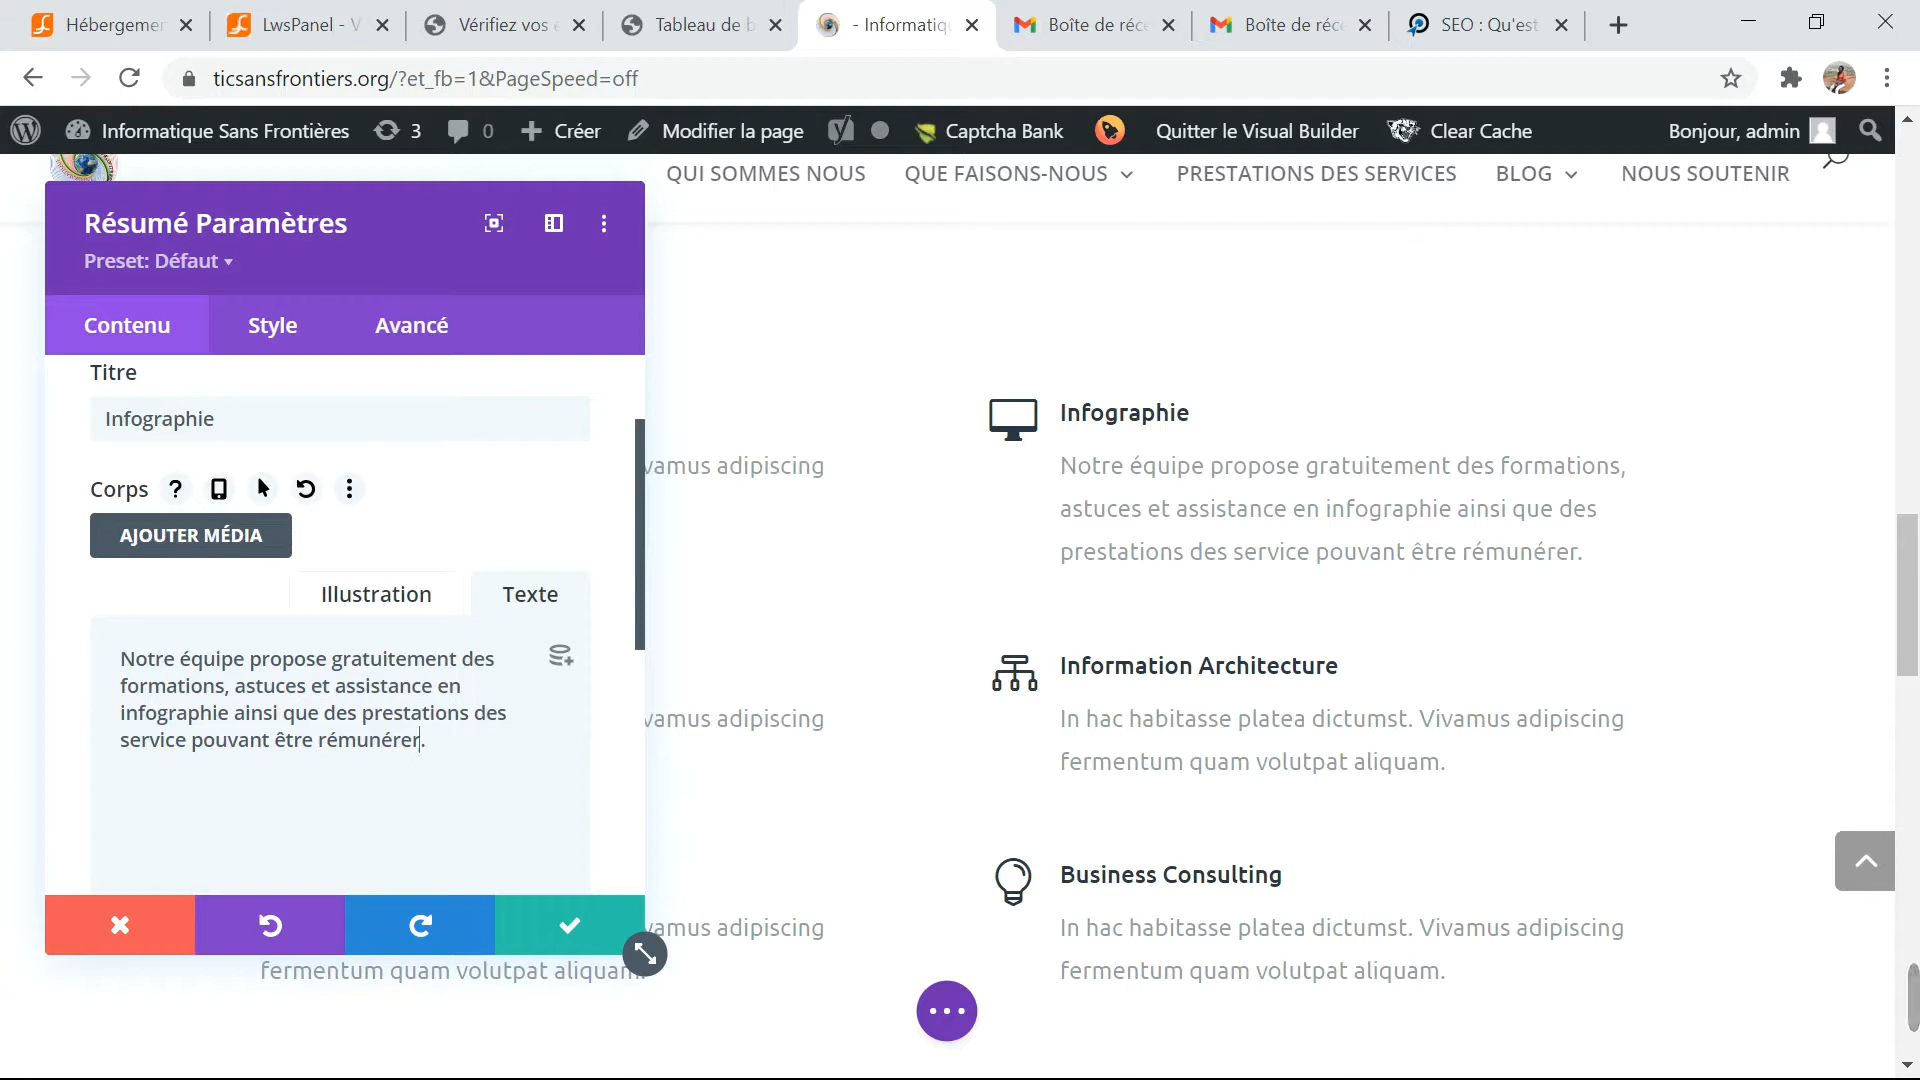 Hébergemer
LwsPanel - V
Vérifiez vos
Tableau de b
- Informatiq
Boîte de réce
Boîte de réce
SEO : Qu'est
ticsansfrontiers.org/?et_fb=1&PageSpeed=off
Informatique Sans Frontières
3
0
Créer
Modifier la page
Captcha Bank
Quitter le Visual Builder
Clear Cache
Bonjour, admin
QUI SOMMES NOUS
QUE FAISONS-NOUS
PRESTATIONS DES SERVICES
BLOG
NOUS SOUTENIR
Résumé Paramètres
Preset: Défaut
Contenu
Style
Avancé
Titre
Infographie
Corps
AJOUTER MÉDIA
Illustration
Texte
Notre équipe propose gratuitement des
formations, astuces et assistance en
infographie ainsi que des prestations des
service pouvant être rémunérer.
vamus adipiscing
vamus adipiscing
vamus adipiscing
fermentum quam volutpat aliquam.
Infographie
Notre équipe propose gratuitement des formations,
astuces et assistance en infographie ainsi que des
prestations des service pouvant être rémunérer.
Information Architecture
In hac habitasse platea dictumst. Vivamus adipiscing
fermentum quam volutpat aliquam.
Business Consulting
In hac habitasse platea dictumst. Vivamus adipiscing
fermentum quam volutpat aliquam.